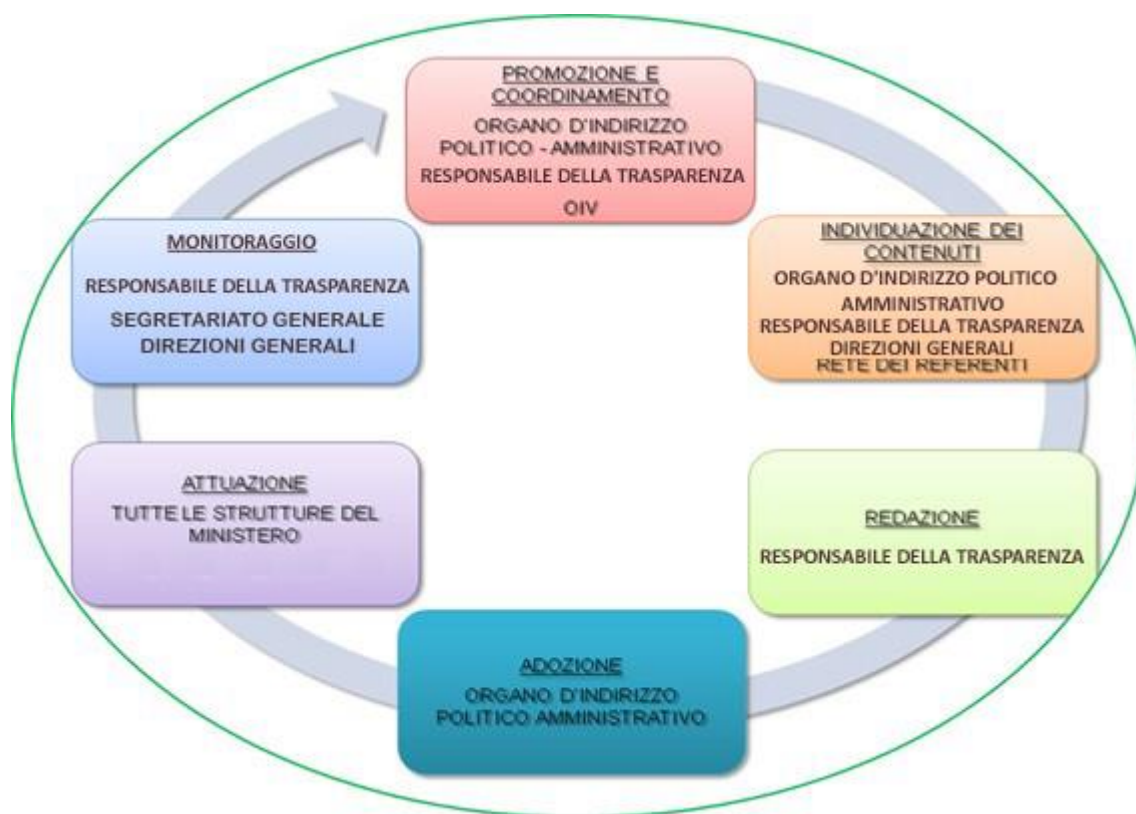 PROMOZIONE E
COORDINAMENTO
ORGANO D'INDIRIZZO
POLITICO - AMMINISTRATIVO
RESPONSABILE DELLA TRASPARENZA
OIV
INDIVIDUAZIONE DEI
CONTENUTI
ORGANO D'INDIRIZZO POLITICO
AMMINISTRATIVO
RESPONSABILE DELLA TRASPARENZA
DIREZIONI GENERALI
RETE DEI REFERENTI
REDAZIONE
RESPONSABILE DELLA TRASPARENZA
ADOZIONE
ORGANO D'INDIRIZZO
POLITICO AMMINISTRATIVO
ATTUAZIONE
TUTTE LE STRUTTURE DEL
MINISTERO
MONITORAGGIO
RESPONSABILE DELLA TRASPARENZA
SEGRETARIATO GENERALE
DIREZIONI GENERALI